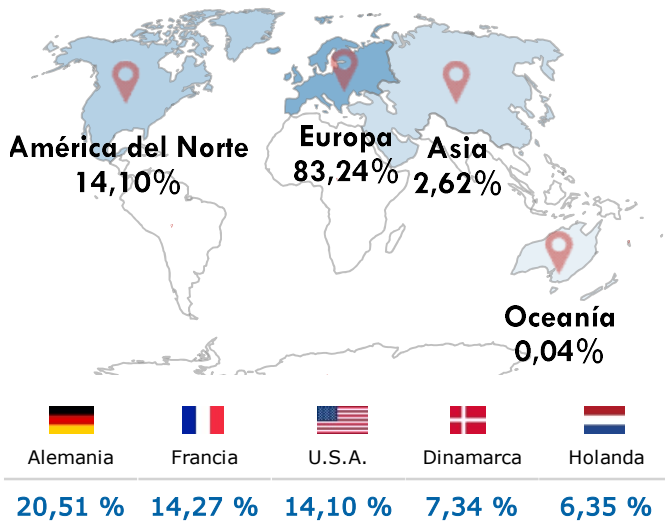 América del Norte
14,10%
Europa
83,24%
Asia
2,62%
Oceanía
0,04%
Alemania Francia U.S.A. Dinamarca Holanda
20,51 % 14,27 % 14,10 % 7,34 % 6,35 %